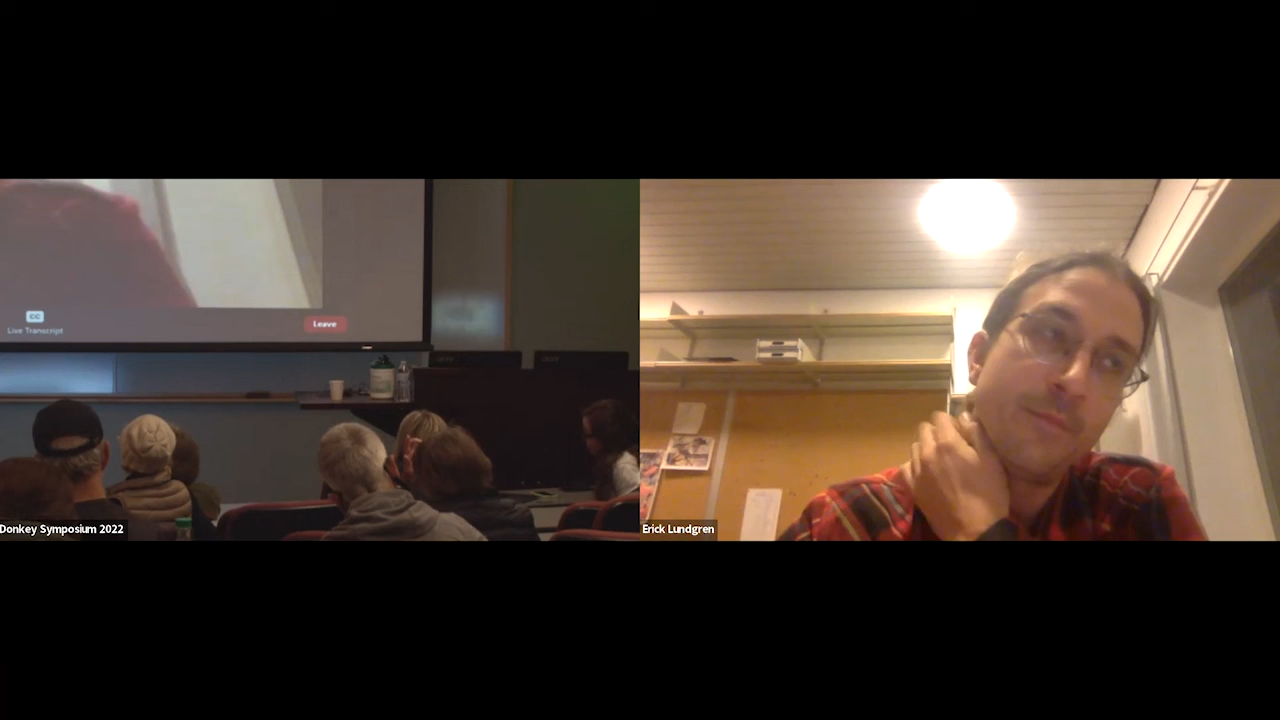 CC
Live Transcript
Leave
Donkey Symposium 2022
Erick Lundgren